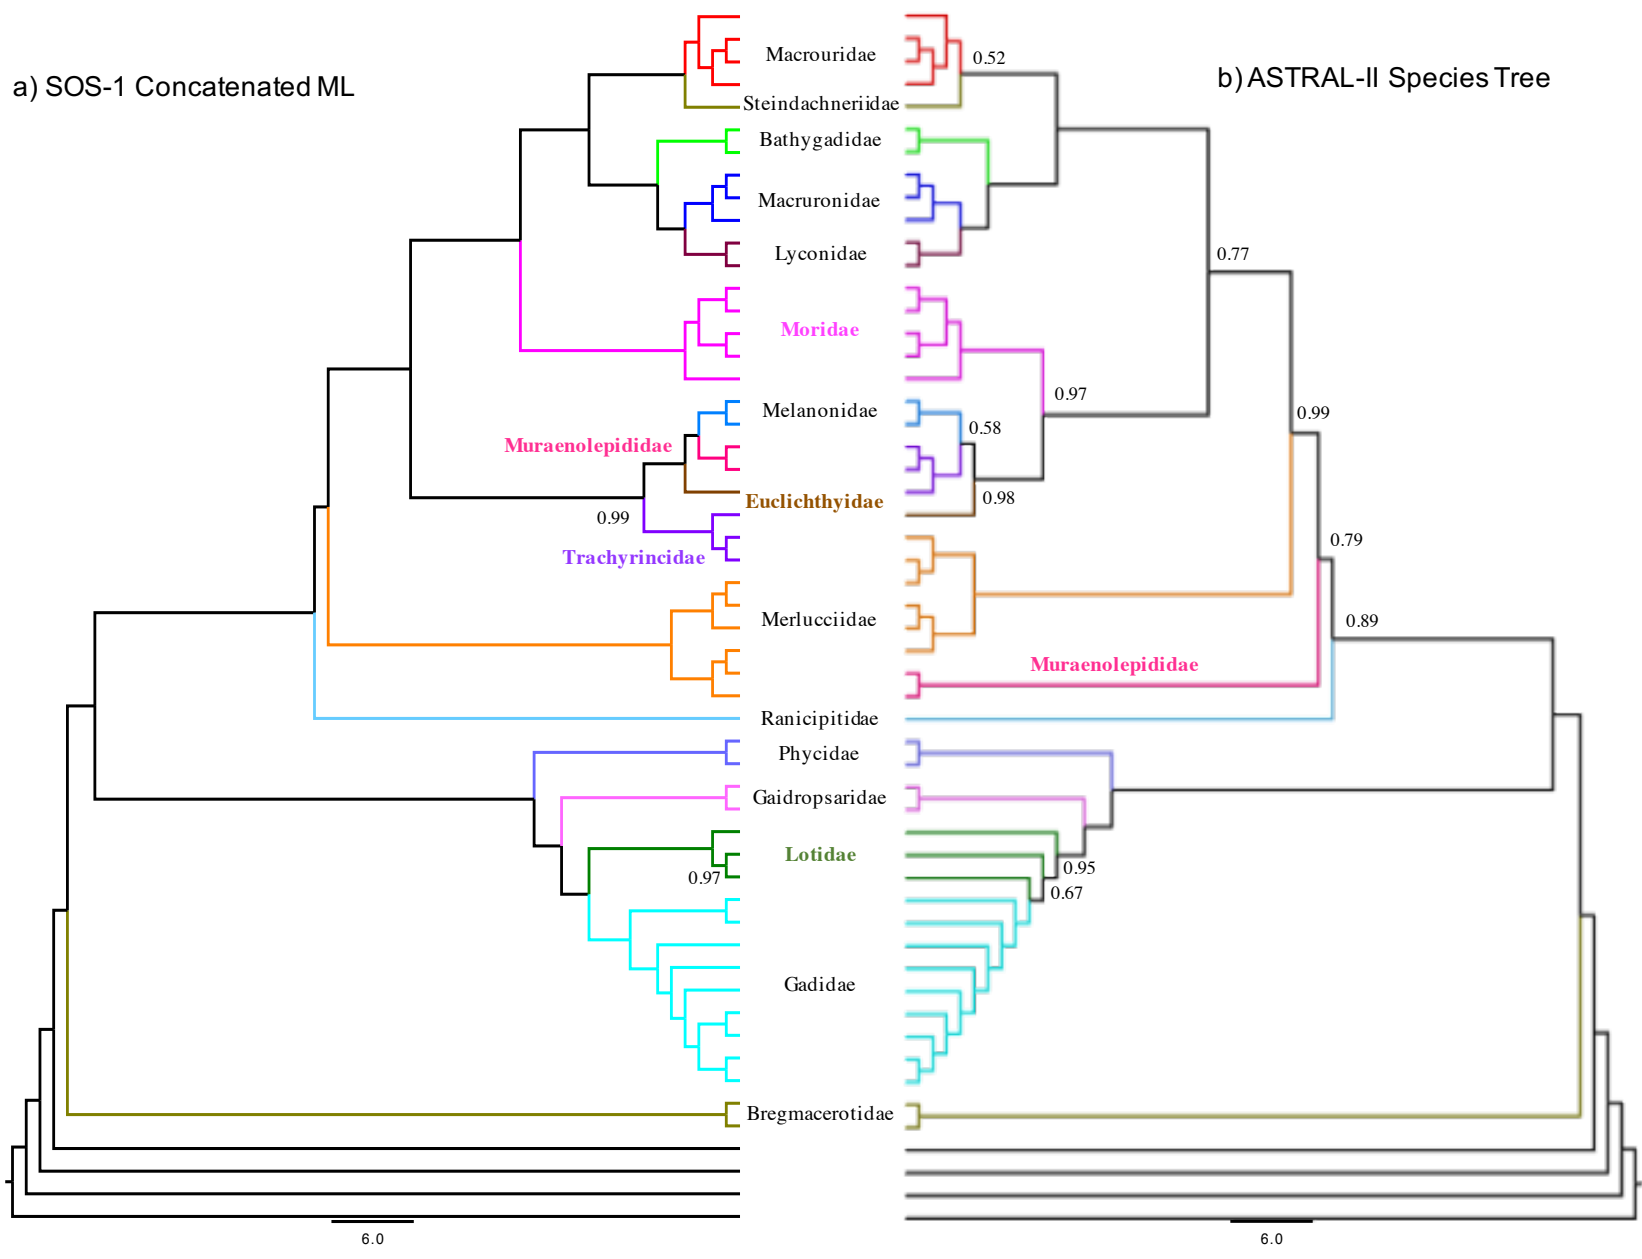 a) SOS-1 Concatenated ML
b) ASTRAL-II Species Tree
Macrouridae
0.52
Steindachneriidae
Bathygadidae
Macruronidae
Lyconidae
0.77
Moridae
0.97
Melanonidae
0.99
0.58
Muraenolepididae
0.98
Euclichthyidae
0.99
Trachyrincidae
0.79
Merlucciidae
0.89
Muraenolepididae
Ranicipitidae
Phycidae
Gaidropsaridae
Lotidae
0.95
0.97
0.67
Gadidae
Bregmacerotidae
6.0
6.0